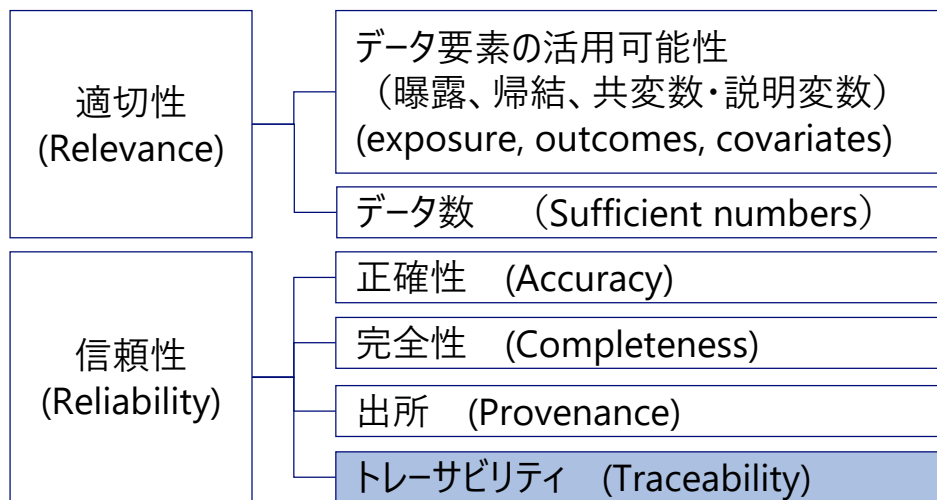 適切性
(Relevance)
データ要素の活用可能性
（曝露、帰結、共変数・説明変数）
(exposure, outcomes, covariates)
データ数　（Sufficient numbers）
信頼性
(Reliability)
正確性　(Accuracy)
完全性　(Completeness)
出所　(Provenance)
トレーサビリティ　(Traceability)